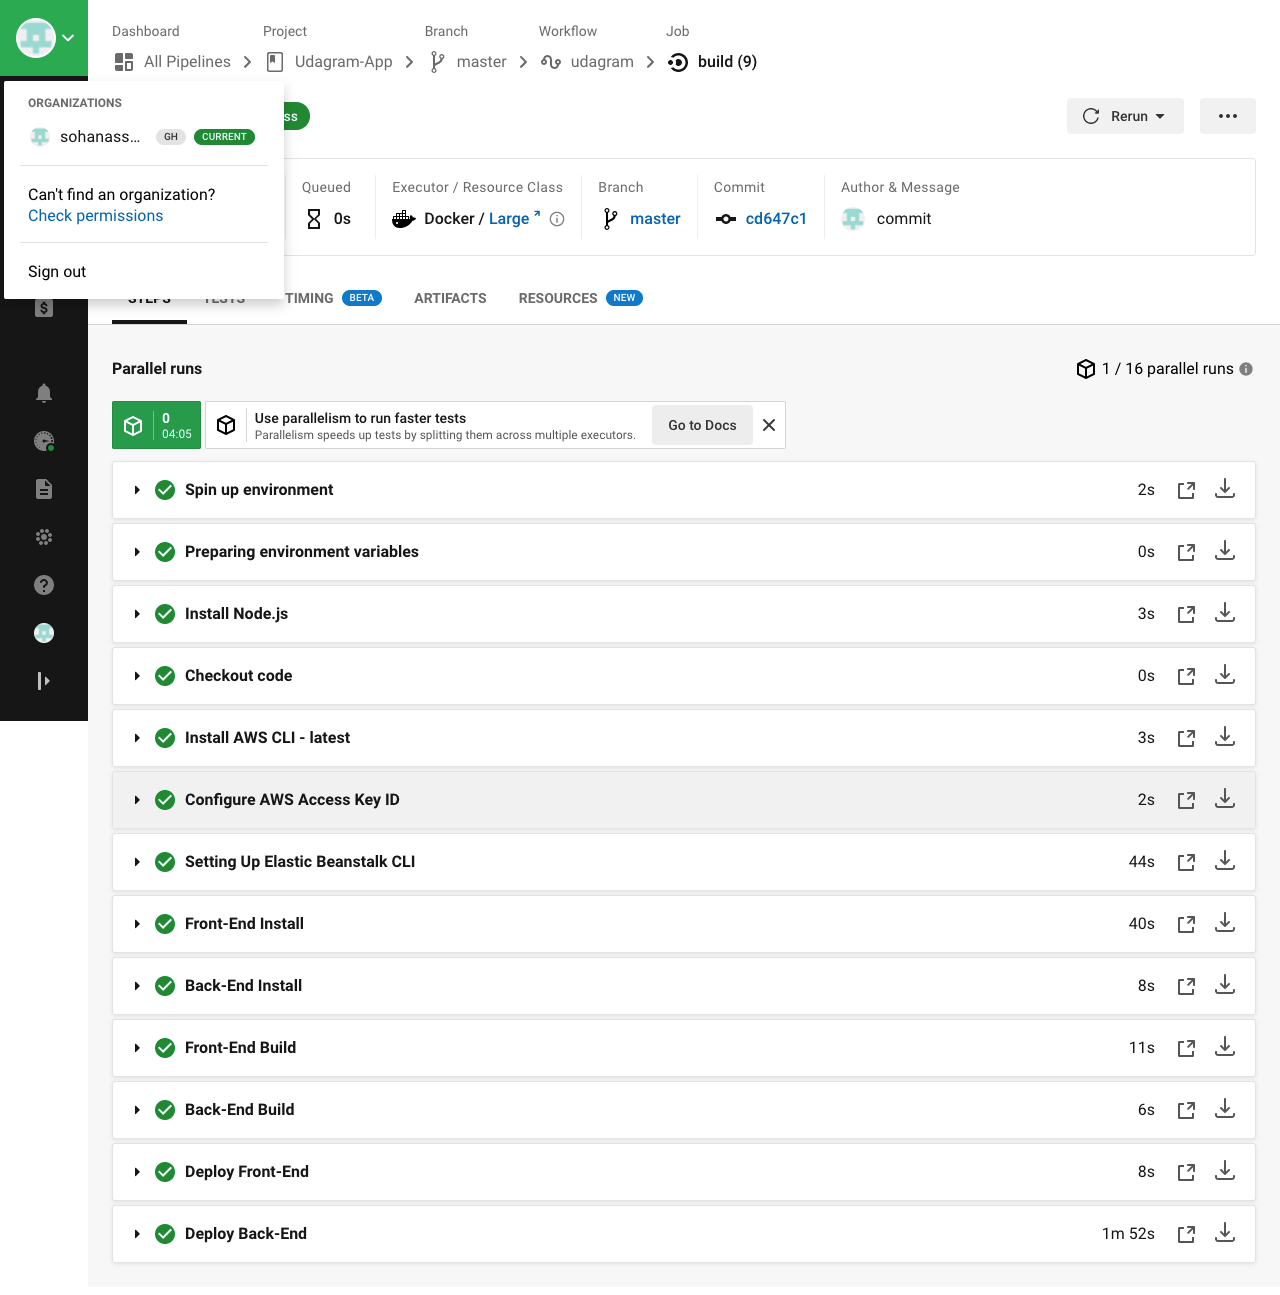 Dashboard Project Branch Workflow Job
All Pipelines Udagram-App master udagram build (9)
ORGANIZATIONS
sohanass... GH CURRENT
Can't find an organization?
Check permissions
Sign out
ss
Rerun
Queued Executor / Resource Class Branch Commit Author & Message
0s Docker / Large master cd647c1 commit
STEPS TESTS TIMING BETA ARTIFACTS RESOURCES NEW
Parallel runs
1 / 16 parallel runs
0
04:05
Use parallelism to run faster tests
Parallelism speeds up tests by splitting them across multiple executors.
Go to Docs
Spin up environment 2s
Preparing environment variables 0s
Install Node.js 3s
Checkout code 0s
Install AWS CLI - latest 3s
Configure AWS Access Key ID 2s
Setting Up Elastic Beanstalk CLI 44s
Front-End Install 40s
Back-End Install 8s
Front-End Build 11s
Back-End Build 6s
Deploy Front-End 8s
Deploy Back-End 1m 52s